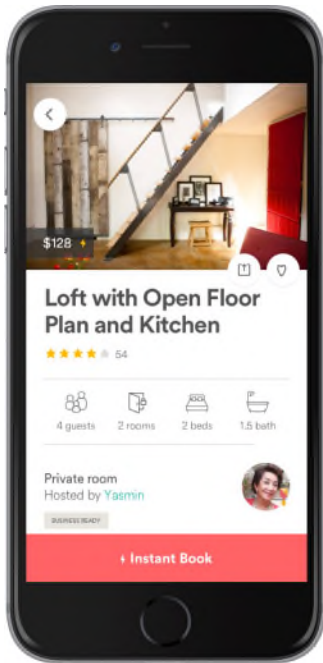 $128
Loft with Open Floor
Plan and Kitchen
54
4 guests
2 rooms
2 beds
1.5 bath
Private room
Hosted by Yasmin
BUSINESS READY
Instant Book